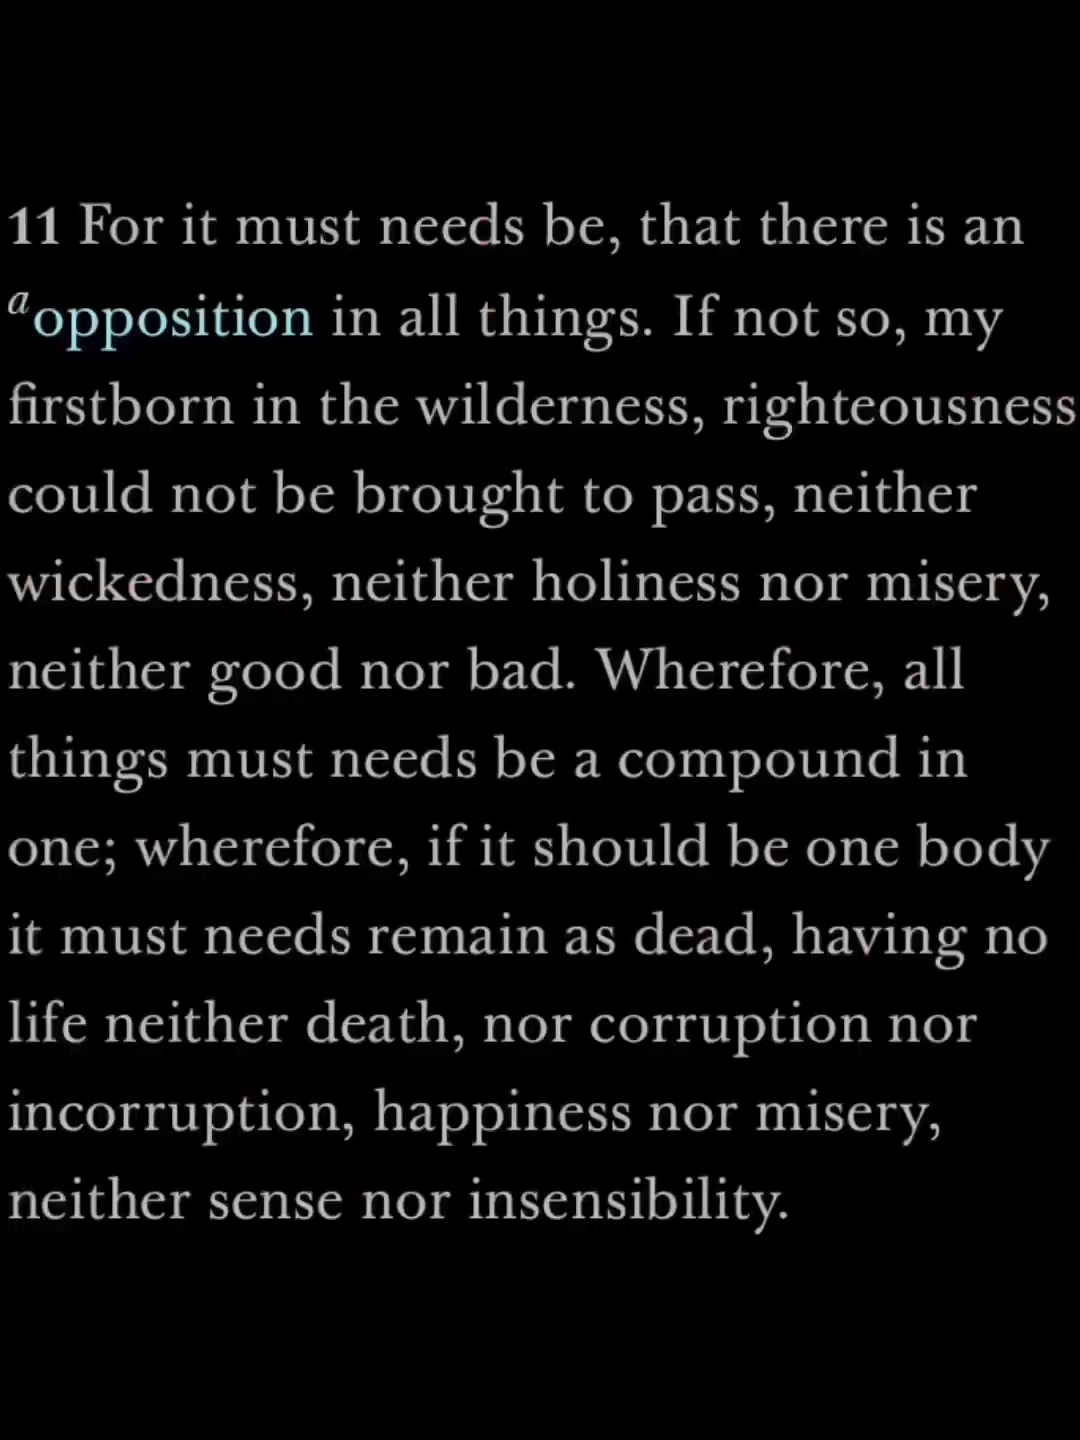 11 For it must needs be, that there is an
a opposition in all things. If not so, my
firstborn in the wilderness, righteousness
could not be brought to pass, neither
wickedness, neither holiness nor misery,
neither good nor bad. Wherefore, all
things must needs be a compound in
one; wherefore, if it should be one body
it must needs remain as dead, having no
life neither death, nor corruption nor
incorruption, happiness nor misery,
neither sense nor insensibility.